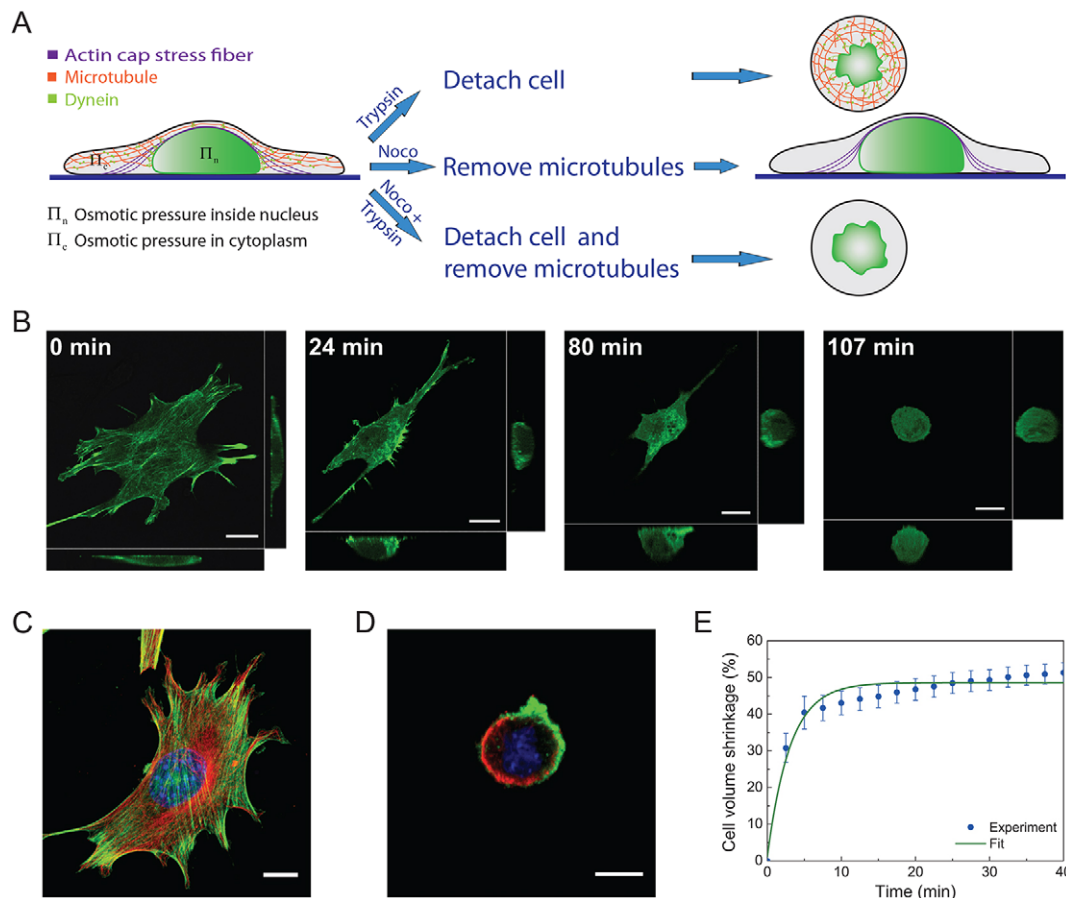 A
Actin cap stress fiber
Microtubule
Dynein
Πc
Πn
Πn Osmotic pressure inside nucleus
Πc Osmotic pressure in cytoplasm
Trypsin
Noco
Noco +
Trypsin
Detach cell
Remove microtubules
Detach cell and
remove microtubules
B
0 min
24 min
80 min
107 min
C
D
E
Cell volume shrinkage (%)
60
50
40
30
20
10
0
Experiment
Fit
0 10 20 30 40
Time (min)